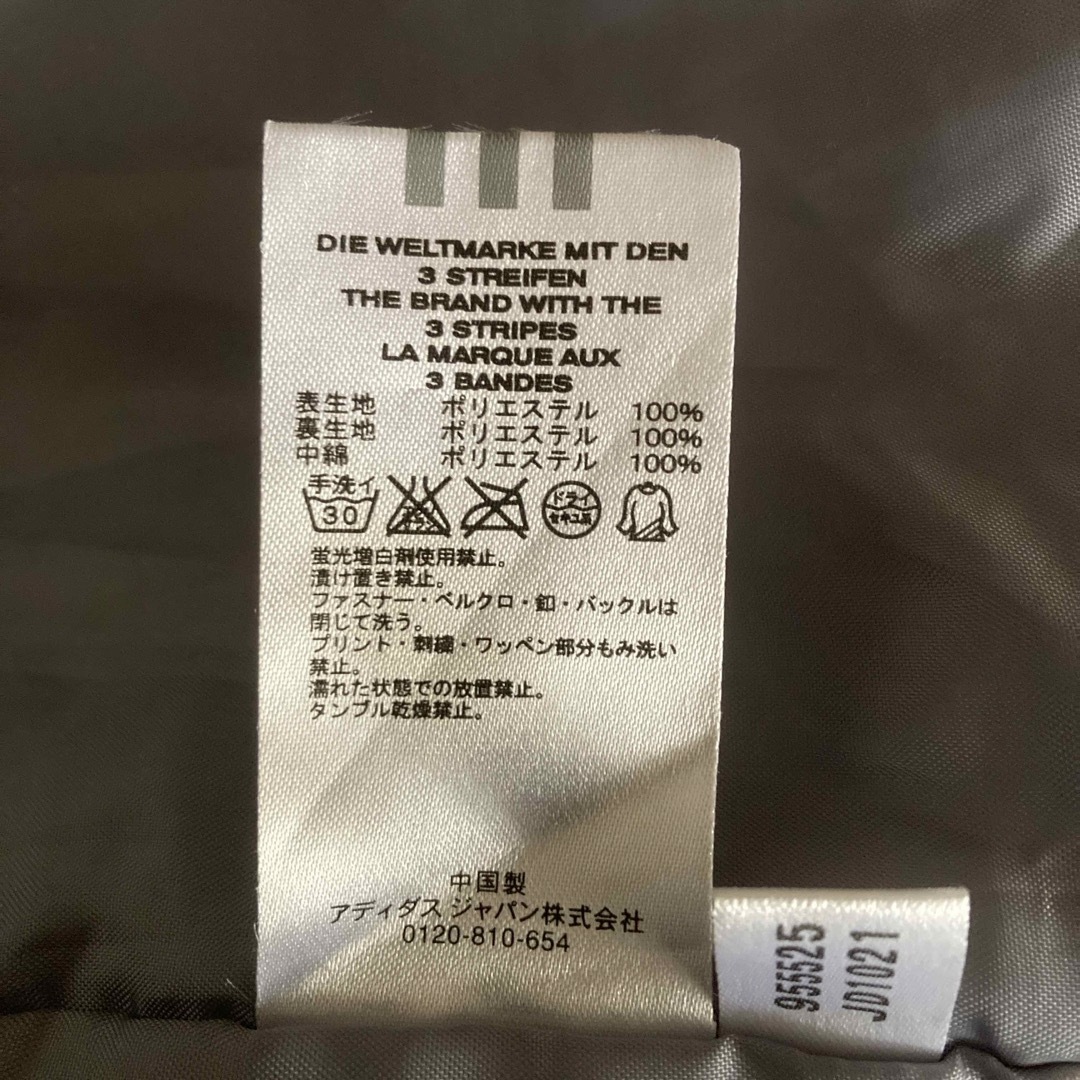 DIE WELTMARKE MIT DEN
3 STREIFEN
THE BRAND WITH THE
3 STRIPES
LA MARQUE AUX
3 BANDES
表生地 ポリエステル 100%
裏生地 ポリエステル 100%
中綿 ポリエステル 100%
手洗イ
30
ドライ
セキユ系
蛍光増白剤使用禁止。
漬け置き禁止。
ファスナー・ベルクロ・釦・バックルは
閉じて洗う。
プリント・刺繍・ワッペン部分もみ洗い
禁止。
濡れた状態での放置禁止。
タンブル乾燥禁止。
中国製
アディダス ジャパン株式会社
0120-810-654
955525
JD1021